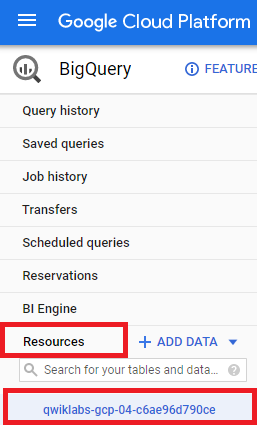 Google Cloud Platform
BigQuery
FEATURE
Query history
Saved queries
Job history
Transfers
Scheduled queries
Reservations
BI Engine
Resources
+ ADD DATA
Search for your tables and data... ?
qwiklabs-gcp-04-c6ae96d790ce